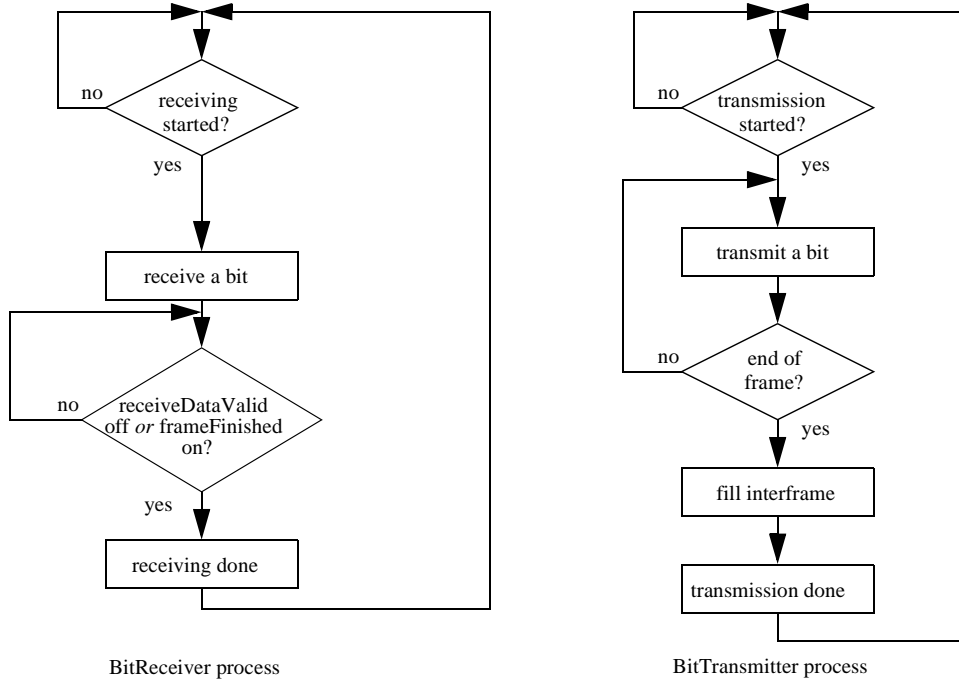 no
receiving
started?
yes
receive a bit
no
receiveDataValid
off or frameFinished
on?
yes
receiving done
BitReceiver process
no
transmission
started?
yes
transmit a bit
no
end of
frame?
yes
fill interframe
transmission done
BitTransmitter process